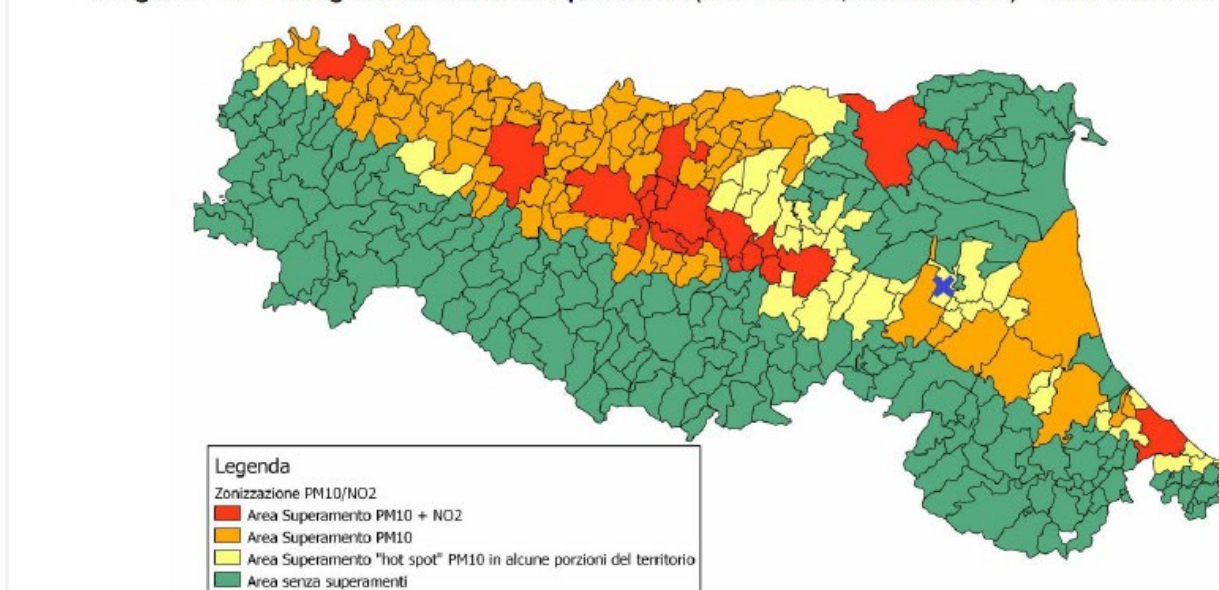 Legenda
Zonizzazione PM10/NO2
Area Superamento PM10 + NO2
Area Superamento PM10
Area Superamento "hot spot" PM10 in alcune porzioni del territorio
Area senza superamenti